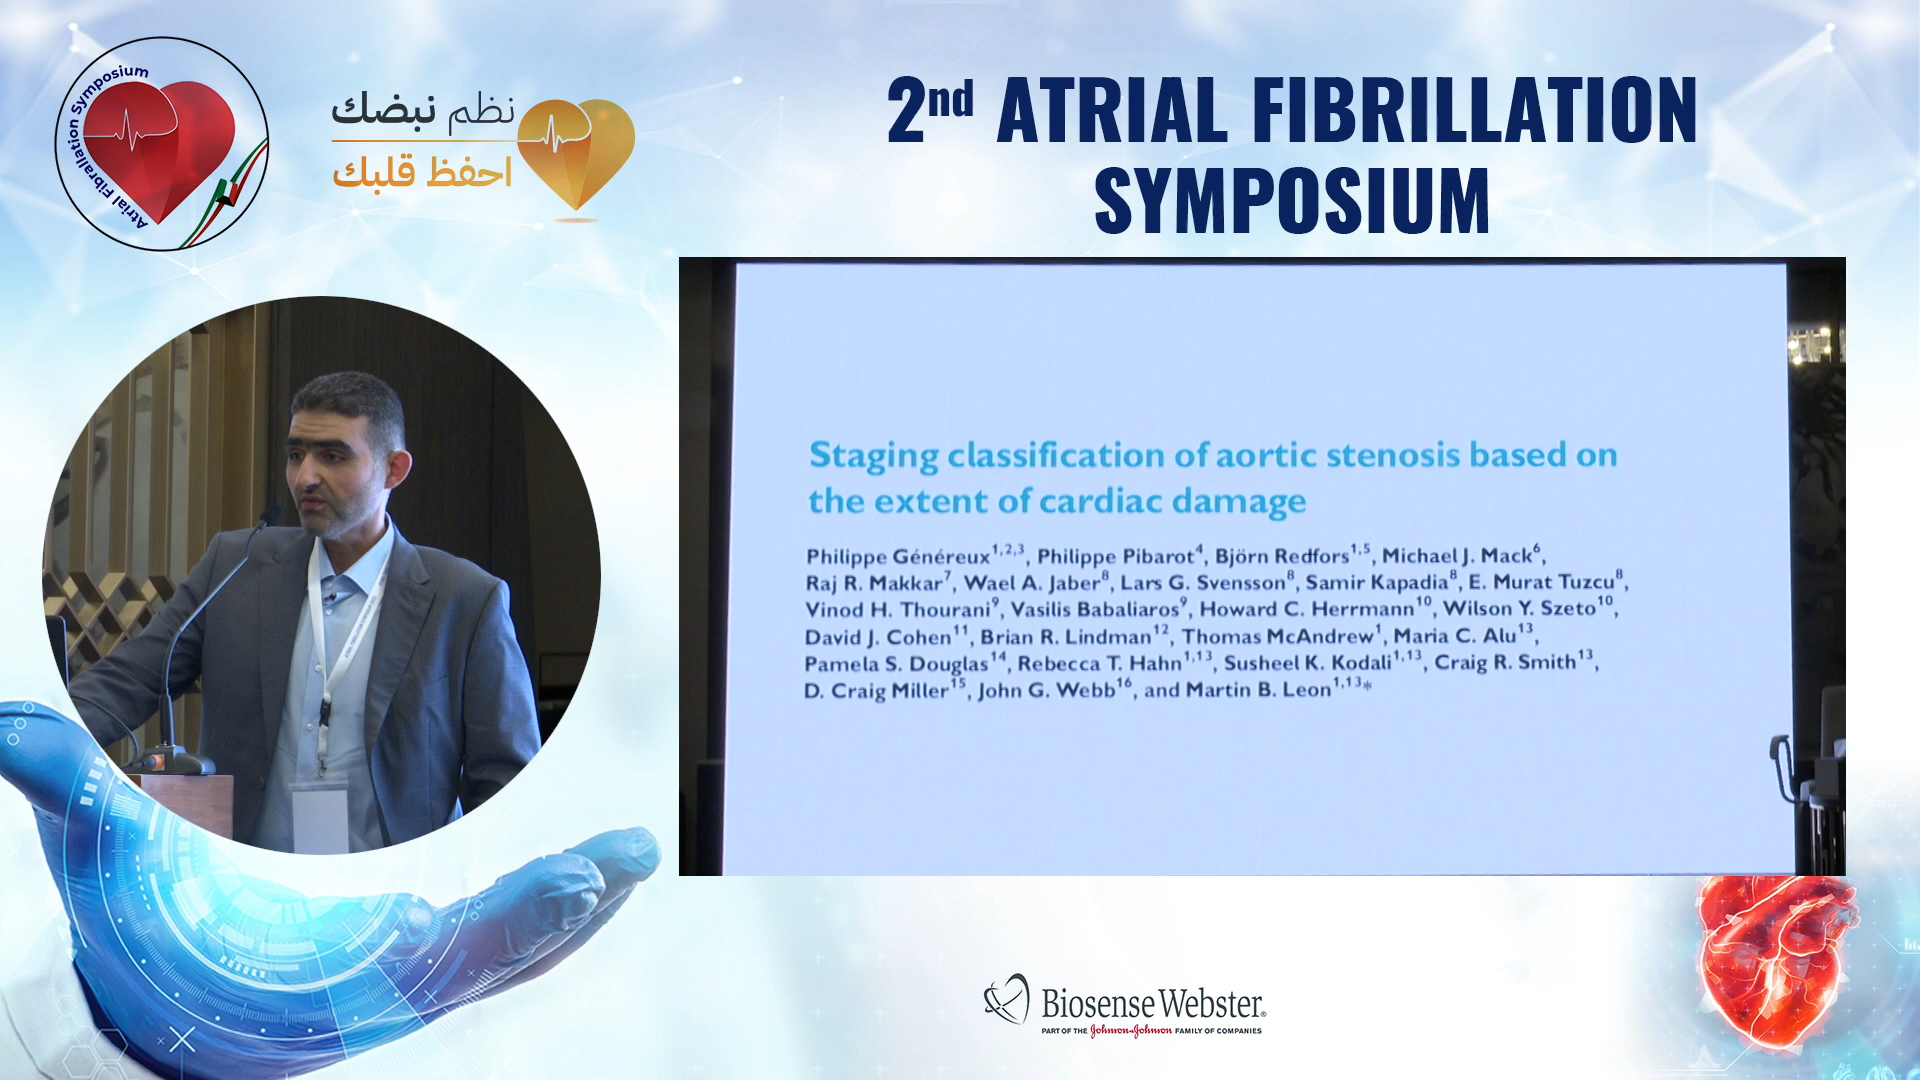 Atrial Fibrallation Symposium
نظم نبضك
احفظ قلبك
2nd ATRIAL FIBRILLATION
SYMPOSIUM
Staging classification of aortic stenosis based on
the extent of cardiac damage
Philippe Généreux1,2,3, Philippe Pibarot4, Björn Redfors1,5, Michael J. Mack6,
Raj R. Makkar7, Wael A. Jaber8, Lars G. Svensson8, Samir Kapadia8, E. Murat Tuzcu8,
Vinod H. Thourani9, Vasilis Babaliaros9, Howard C. Herrmann10, Wilson Y. Szeto10,
David J. Cohen11, Brian R. Lindman12, Thomas McAndrew1, Maria C. Alu13,
Pamela S. Douglas14, Rebecca T. Hahn1,13, Susheel K. Kodali1,13, Craig R. Smith13,
D. Craig Miller15, John G. Webb16, and Martin B. Leon1,13*
Biosense Webster®
PART OF THE Johnson&Johnson FAMILY OF COMPANIES